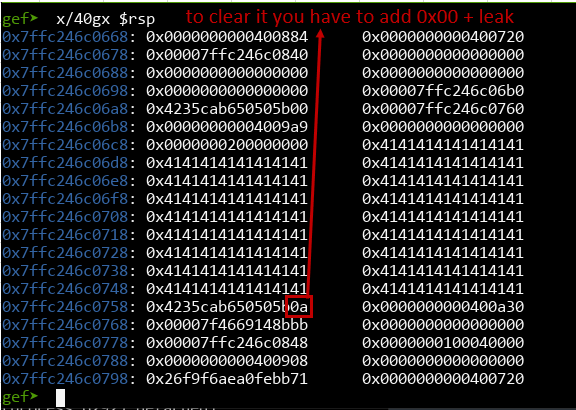 gef➤ x/40gx $rsp to clear it you have to add 0x00 + leak
0x7ffc246c0668: 0x0000000000400884 0x0000000000400720
0x7ffc246c0678: 0x00007ffc246c0840 0x0000000000000000
0x7ffc246c0688: 0x0000000000000000 0x0000000000000000
0x7ffc246c0698: 0x0000000000000000 0x00007ffc246c06b0
0x7ffc246c06a8: 0x4235cab650505b00 0x00007ffc246c0760
0x7ffc246c06b8: 0x00000000004009a9 0x0000000000000000
0x7ffc246c06c8: 0x0000000200000000 0x4141414141414141
0x7ffc246c06d8: 0x4141414141414141 0x4141414141414141
0x7ffc246c06e8: 0x4141414141414141 0x4141414141414141
0x7ffc246c06f8: 0x4141414141414141 0x4141414141414141
0x7ffc246c0708: 0x4141414141414141 0x4141414141414141
0x7ffc246c0718: 0x4141414141414141 0x4141414141414141
0x7ffc246c0728: 0x4141414141414141 0x4141414141414141
0x7ffc246c0738: 0x4141414141414141 0x4141414141414141
0x7ffc246c0748: 0x4141414141414141 0x4141414141414141
0x7ffc246c0758: 0x4235cab650505b0a 0x0000000000400a30
0x7ffc246c0768: 0x00007f4669148bbb 0x0000000000000000
0x7ffc246c0778: 0x00007ffc246c0848 0x0000000100040000
0x7ffc246c0788: 0x0000000000400908 0x0000000000000000
0x7ffc246c0798: 0x26f9f6aea0febb71 0x0000000000400720
gef➤